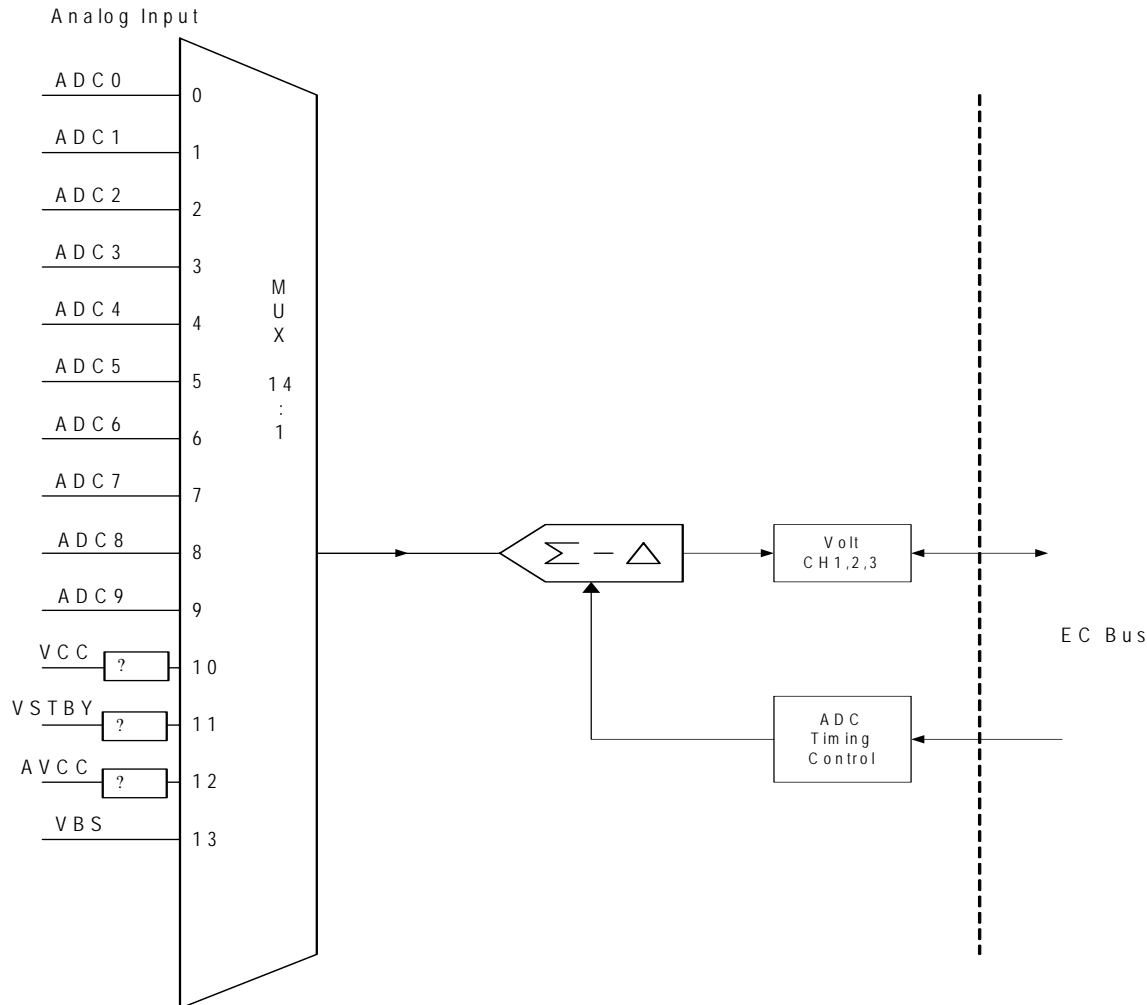 Analog Input
ADC0
0
ADC1
1
ADC2
2
ADC3
3
ADC4
4
ADC5
5
ADC6
6
ADC7
7
ADC8
8
ADC9
9
VCC
?
10
VSTBY
?
11
AVCC
?
12
VBS
13
M
U
X
14
:
1
Σ – Δ
Volt
CH1,2,3
EC Bus
ADC
Timing
Control